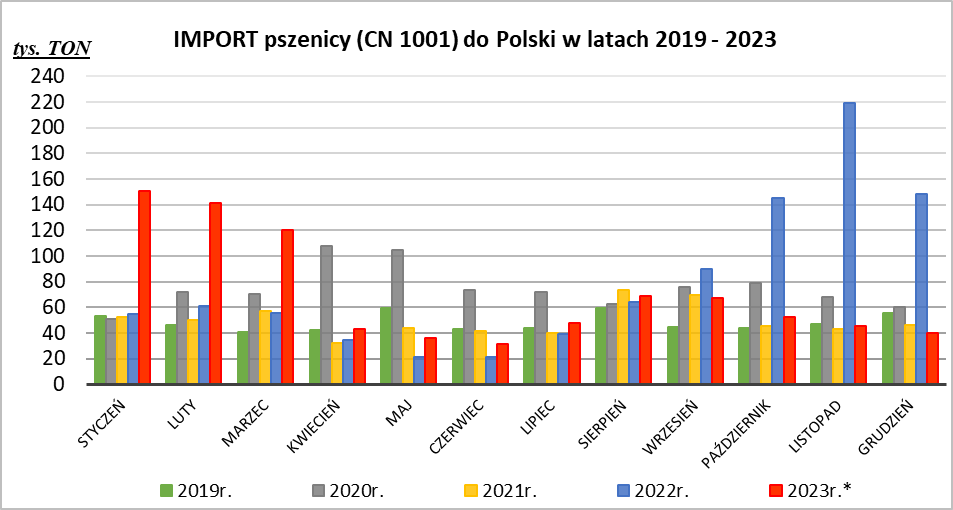 IMPORT pszenicy (CN 1001) do Polski w latach 2019 - 2023
tys. TON
240
220
200
180
160
140
120
100
80
60
40
20
0
STYCZEŃ
LUTY
MARZEC
KWIECIEŃ
MAJ
CZERWIEC
LIPIEC
SIERPIEŃ
WRZESIEŃ
PAŹDZIERNIK
LISTOPAD
GRUDZIEŃ
2019r. 2020r. 2021r. 2022r. 2023r.*